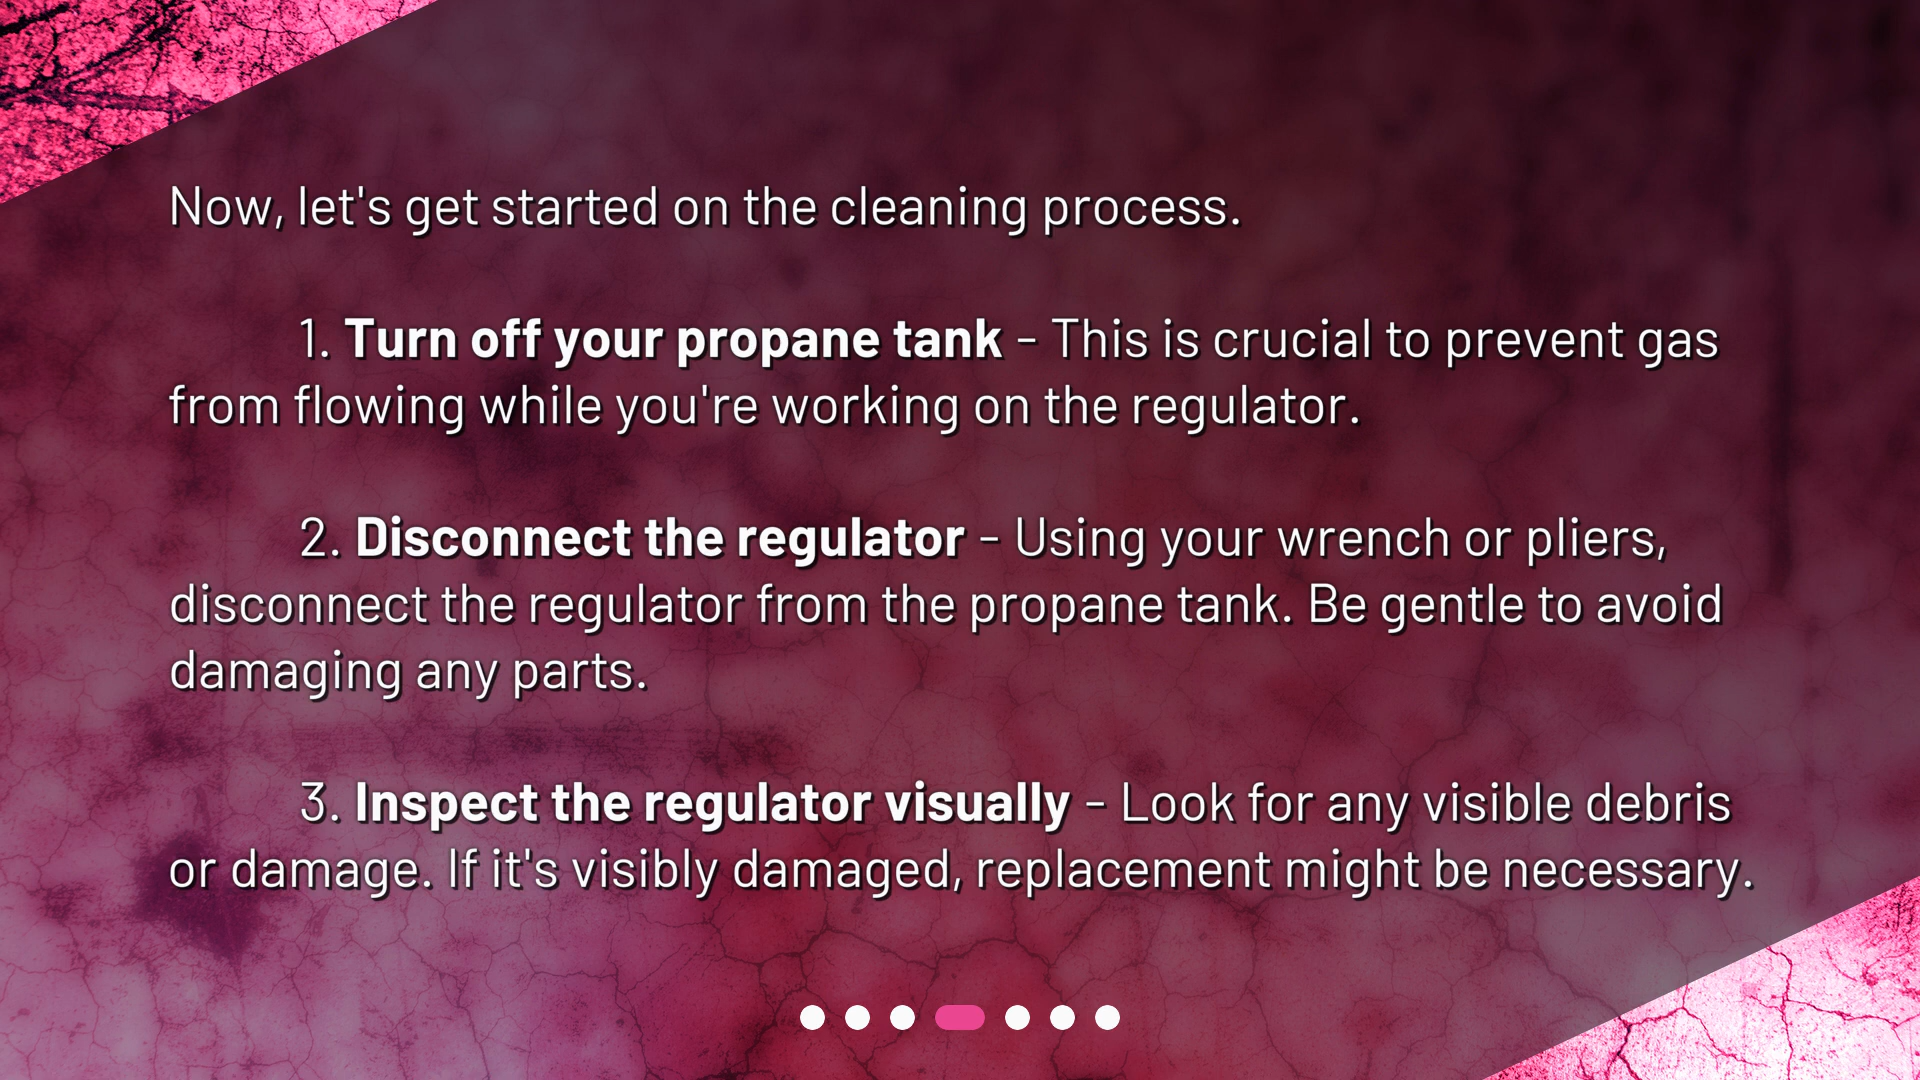 Now, let's get started on the cleaning process.
1. Turn off your propane tank - This is crucial to prevent gas
from flowing while you're working on the regulator.
2. Disconnect the regulator - Using your wrench or pliers,
disconnect the regulator from the propane tank. Be gentle to avoid
damaging any parts.
3. Inspect the regulator visually - Look for any visible debris
or damage. If it's visibly damaged, replacement might be necessary.